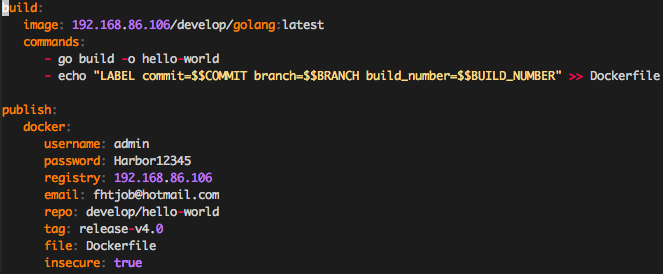 build:
image: 192.168.86.106/develop/golang:latest
commands:
- go build -o hello-world
- echo "LABEL commit=$$COMMIT branch=$$BRANCH build_number=$$BUILD_NUMBER" >> Dockerfile
publish:
docker:
username: admin
password: Harbor12345
registry: 192.168.86.106
email: fhtjob@hotmail.com
repo: develop/hello-world
tag: release-v4.0
file: Dockerfile
insecure: true